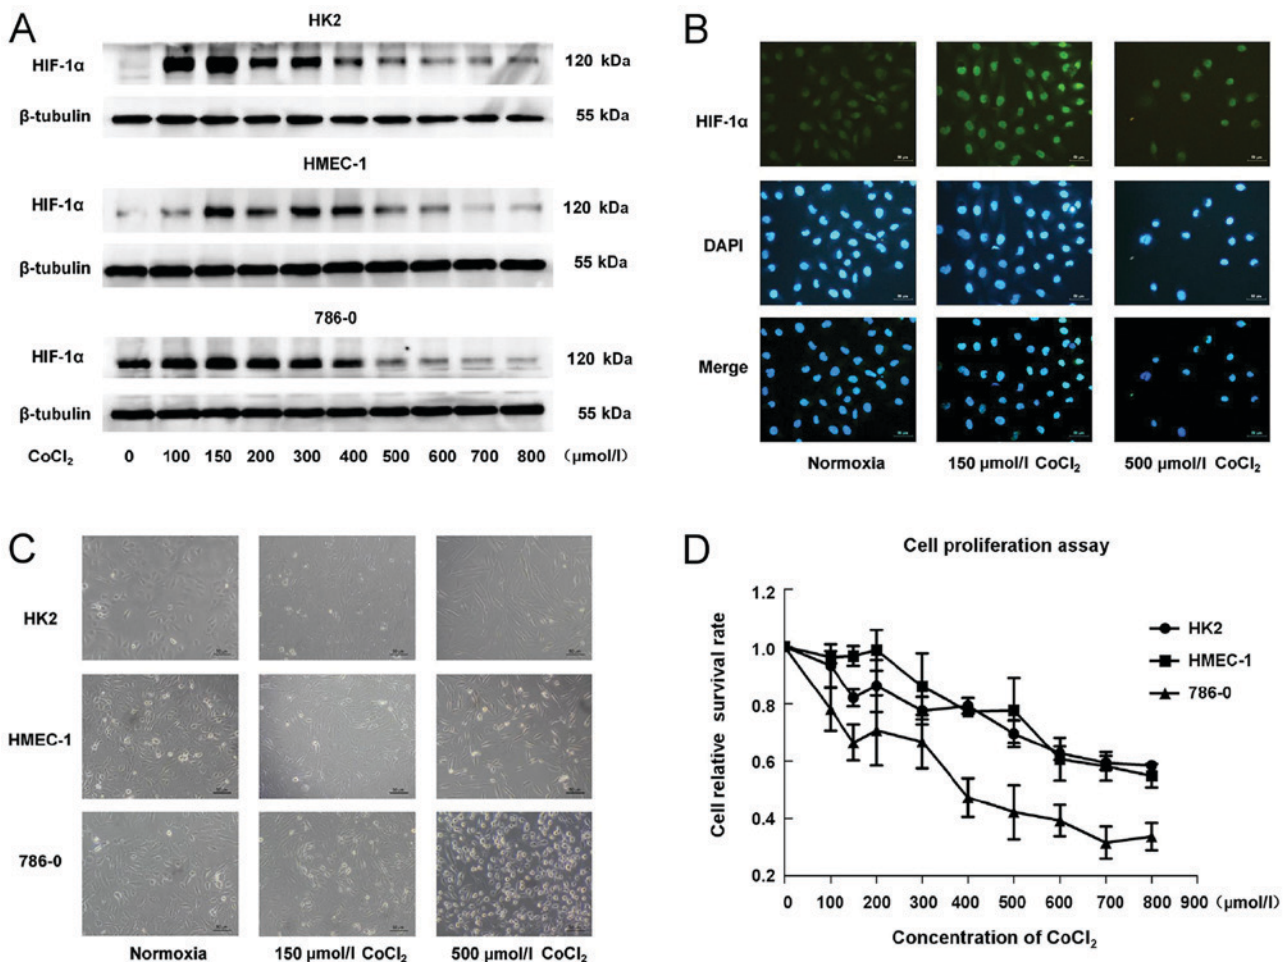 A
HK2
HIF-1α
120 kDa
β-tubulin
55 kDa
HMEC-1
HIF-1α
120 kDa
β-tubulin
55 kDa
786-0
HIF-1α
120 kDa
β-tubulin
55 kDa
CoCl₂ 0 100 150 200 300 400 500 600 700 800 (μmol/l)
B
HIF-1α
DAPI
Merge
Normoxia 150 μmol/l CoCl₂ 500 μmol/l CoCl₂
C
HK2
HMEC-1
786-0
Normoxia 150 μmol/l CoCl₂ 500 μmol/l CoCl₂
D
Cell proliferation assay
Cell relative survival rate
1.2
1.0
0.8
0.6
0.4
0.2
HK2
HMEC-1
786-0
0 100 200 300 400 500 600 700 800 900 (μmol/l)
Concentration of CoCl₂